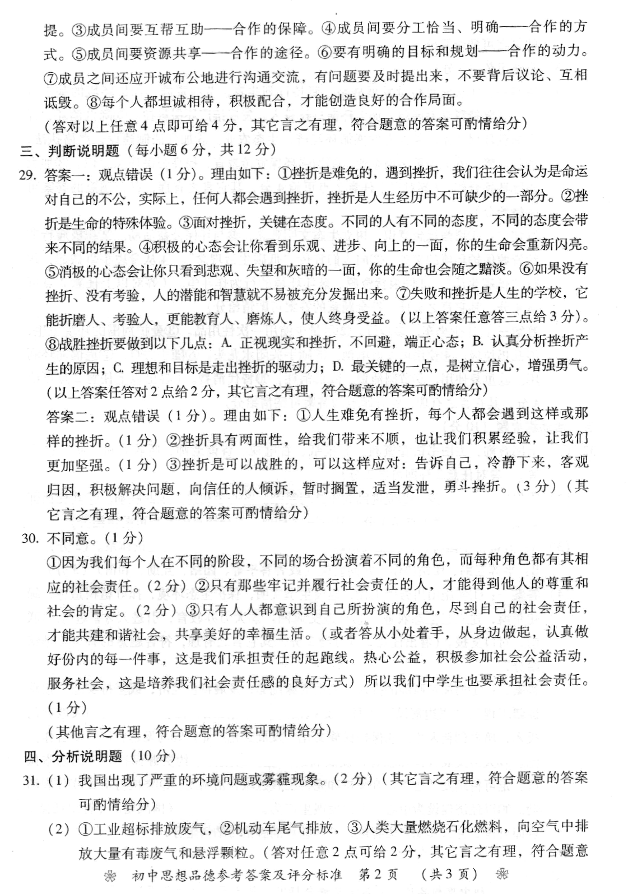 提。③成员间要互帮互助——合作的保障。④成员间要分工恰当、明确——合作的方
式。⑤成员间要资源共享——合作的途径。⑥要有明确的目标和规划——合作的动力。
⑦成员之间还应开诚布公地进行沟通交流，有问题要及时提出来，不要背后议论、互相
诋毁。⑧每个人都坦诚相待，积极配合，才能创造良好的合作局面。
（答对以上任意4点即可给4分，其它言之有理，符合题意的答案可酌情给分）
三、判断说明题（每小题6分，共12分）
29. 答案一：观点错误（1分）。理由如下：①挫折是难免的，遇到挫折，我们往往会认为是命运
对自己的不公，实际上，任何人都会遇到挫折，挫折是人生经历中不可缺少的一部分。②挫
折是生命的特殊体验。③面对挫折，关键在态度。不同的人有不同的态度，不同的态度会带
来不同的结果。④积极的心态会让你看到乐观、进步、向上的一面，你的生命会重新闪亮。
⑤消极的心态会让你只看到悲观、失望和灰暗的一面，你的生命也会随之黯淡。⑥如果没有
挫折、没有考验，人的潜能和智慧就不易被充分发掘出来。⑦失败和挫折是人生的学校，它
能折磨人、考验人，更能教育人、磨炼人，使人终身受益。（以上答案任意答三点给3分）。
⑧战胜挫折要做到以下几点：A. 正视现实和挫折，不回避，端正心态；B. 认真分析挫折产
生的原因；C. 理想和目标是走出挫折的驱动力；D. 最关键的一点，是树立信心，增强勇气。
（以上答案任答对2点给2分，其它言之有理，符合题意的答案可酌情给分）
答案二：观点错误（1分）。理由如下：①人生难免有挫折，每个人都会遇到这样或那
样的挫折。（1分）②挫折具有两面性，给我们带来不顺，也让我们积累经验，让我们
更加坚强。（1分）③挫折是可以战胜的，可以这样应对：告诉自己，冷静下来，客观
归因，积极解决问题，向信任的人倾诉，暂时搁置，适当发泄，勇斗挫折。（3分）（其
它言之有理，符合题意的答案可酌情给分）
30. 不同意。（1分）
①因为我们每个人在不同的阶段，不同的场合扮演着不同的角色，而每种角色都有其相
应的社会责任。（2分）②只有那些牢记并履行社会责任的人，才能得到他人的尊重和
社会的肯定。（2分）③只有人人都意识到自己所扮演的角色，尽到自己的社会责任，
才能共建和谐社会，共享美好的幸福生活。（或者答从小处着手，从身边做起，认真做
好份内的每一件事，这是我们承担责任的起跑线。热心公益，积极参加社会公益活动，
服务社会，这是培养我们社会责任感的良好方式）所以我们中学生也要承担社会责任。
（1分）
（其他言之有理，符合题意的答案可酌情给分）
四、分析说明题（10分）
31.（1）我国出现了严重的环境问题或雾霾现象。（2分）（其它言之有理，符合题意的答案
可酌情给分）
（2）①工业超标排放废气，②机动车尾气排放，③人类大量燃烧石化燃料，向空气中排
放大量有毒废气和悬浮颗粒。（答对任意2点可给2分，其它言之有理，符合题意
❀ 初中思想品德参考答案及评分标准 第2页 （共3页）❀